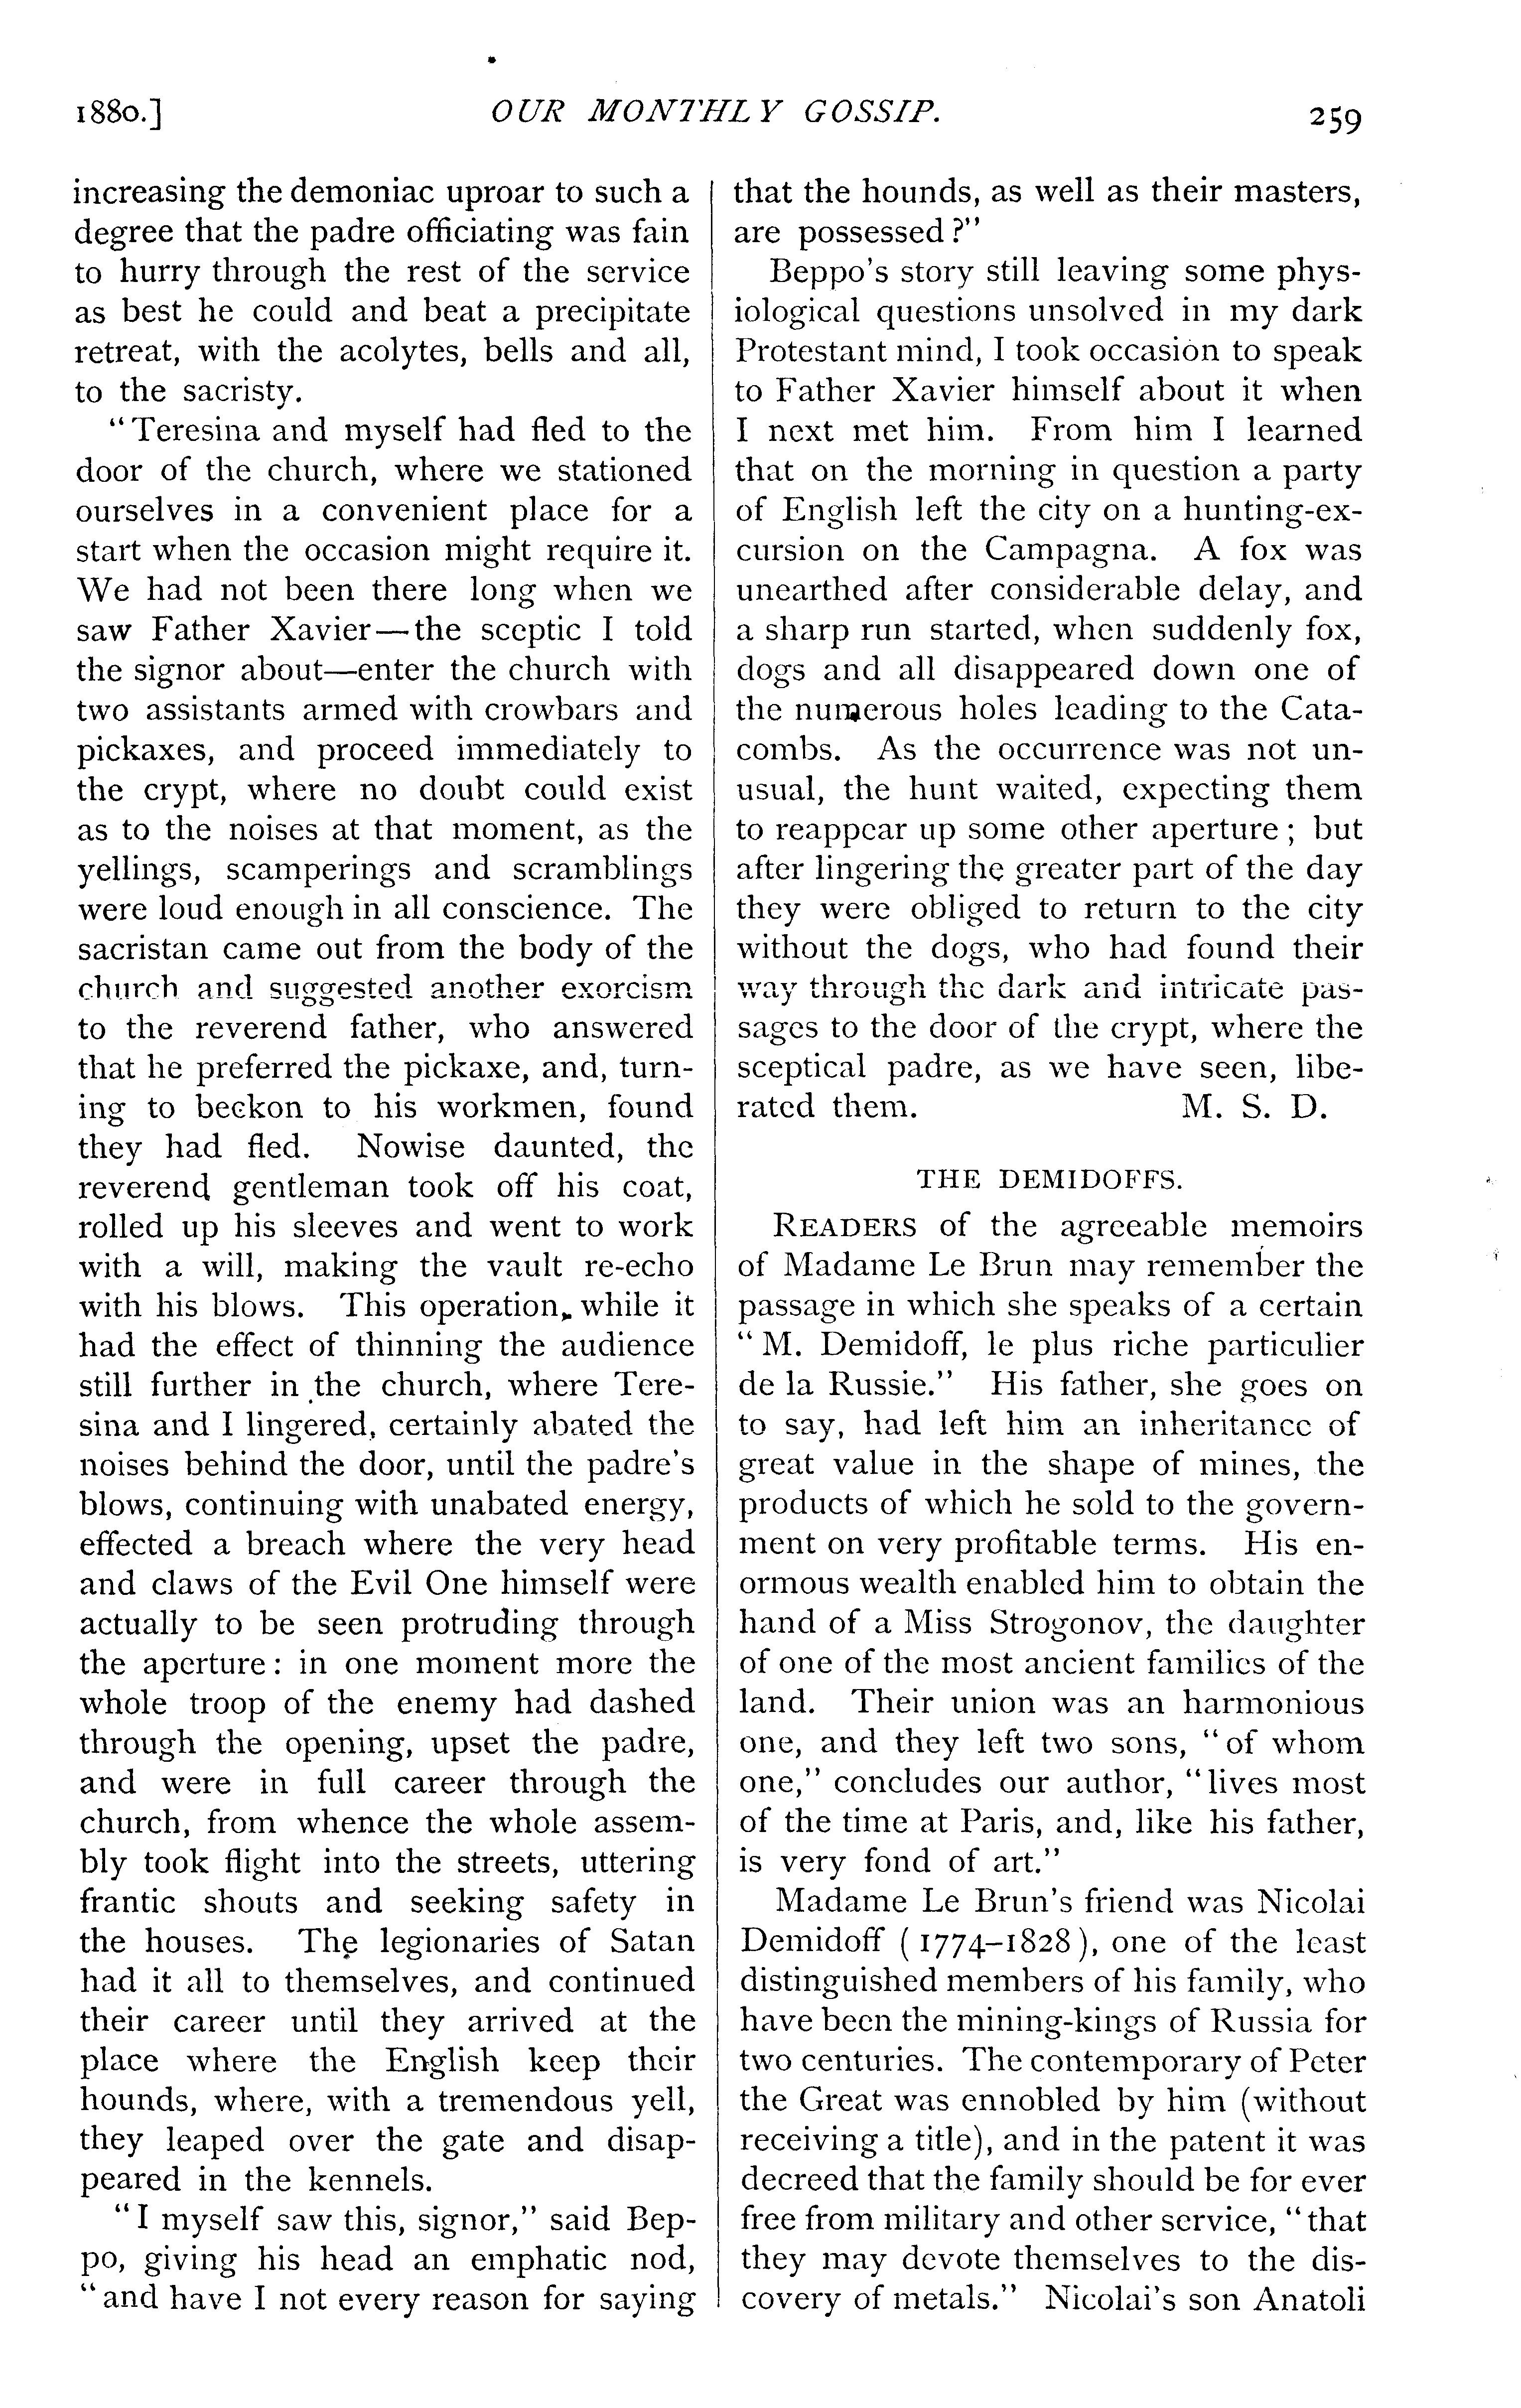 1880.] OUR MONTHLY GOSSIP. 259
increasing the demoniac uproar to such a
degree that the padre officiating was fain
to hurry through the rest of the service
as best he could and beat a precipitate
retreat, with the acolytes, bells and all,
to the sacristy.
"Teresina and myself had fled to the
door of the church, where we stationed
ourselves in a convenient place for a
start when the occasion might require it.
We had not been there long when we
saw Father Xavier—the sceptic I told
the signor about—enter the church with
two assistants armed with crowbars and
pickaxes, and proceed immediately to
the crypt, where no doubt could exist
as to the noises at that moment, as the
yellings, scamperings and scramblings
were loud enough in all conscience. The
sacristan came out from the body of the
church and suggested another exorcism
to the reverend father, who answered
that he preferred the pickaxe, and, turn-
ing to beckon to his workmen, found
they had fled. Nowise daunted, the
reverend gentleman took off his coat,
rolled up his sleeves and went to work
with a will, making the vault re-echo
with his blows. This operation, while it
had the effect of thinning the audience
still further in the church, where Tere-
sina and I lingered, certainly abated the
noises behind the door, until the padre's
blows, continuing with unabated energy,
effected a breach where the very head
and claws of the Evil One himself were
actually to be seen protruding through
the aperture: in one moment more the
whole troop of the enemy had dashed
through the opening, upset the padre,
and were in full career through the
church, from whence the whole assem-
bly took flight into the streets, uttering
frantic shouts and seeking safety in
the houses. The legionaries of Satan
had it all to themselves, and continued
their career until they arrived at the
place where the English keep their
hounds, where, with a tremendous yell,
they leaped over the gate and disap-
peared in the kennels.
"I myself saw this, signor," said Bep-
po, giving his head an emphatic nod,
"and have I not every reason for saying
that the hounds, as well as their masters,
are possessed?"
Beppo's story still leaving some phys-
iological questions unsolved in my dark
Protestant mind, I took occasion to speak
to Father Xavier himself about it when
I next met him. From him I learned
that on the morning in question a party
of English left the city on a hunting-ex-
cursion on the Campagna. A fox was
unearthed after considerable delay, and
a sharp run started, when suddenly fox,
dogs and all disappeared down one of
the numerous holes leading to the Cata-
combs. As the occurrence was not un-
usual, the hunt waited, expecting them
to reappear up some other aperture; but
after lingering the greater part of the day
they were obliged to return to the city
without the dogs, who had found their
way through the dark and intricate pas-
sages to the door of the crypt, where the
sceptical padre, as we have seen, libe-
rated them. M. S. D.
THE DEMIDOFFS.
READERS of the agreeable memoirs
of Madame Le Brun may remember the
passage in which she speaks of a certain
"M. Demidoff, le plus riche particulier
de la Russie." His father, she goes on
to say, had left him an inheritance of
great value in the shape of mines, the
products of which he sold to the govern-
ment on very profitable terms. His en-
ormous wealth enabled him to obtain the
hand of a Miss Strogonov, the daughter
of one of the most ancient families of the
land. Their union was an harmonious
one, and they left two sons, "of whom
one," concludes our author, "lives most
of the time at Paris, and, like his father,
is very fond of art."
Madame Le Brun's friend was Nicolai
Demidoff (1774–1828), one of the least
distinguished members of his family, who
have been the mining-kings of Russia for
two centuries. The contemporary of Peter
the Great was ennobled by him (without
receiving a title), and in the patent it was
decreed that the family should be for ever
free from military and other service, "that
they may devote themselves to the dis-
covery of metals." Nicolai's son Anatoli